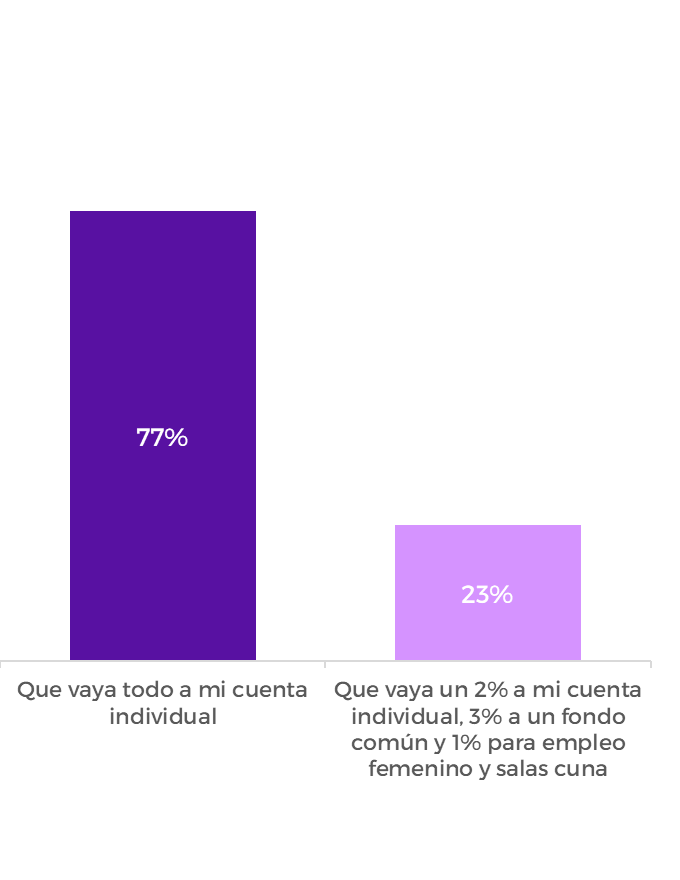 77%
23%
Que vaya todo a mi cuenta
individual
Que vaya un 2% a mi cuenta
individual, 3% a un fondo
común y 1% para empleo
femenino y salas cuna